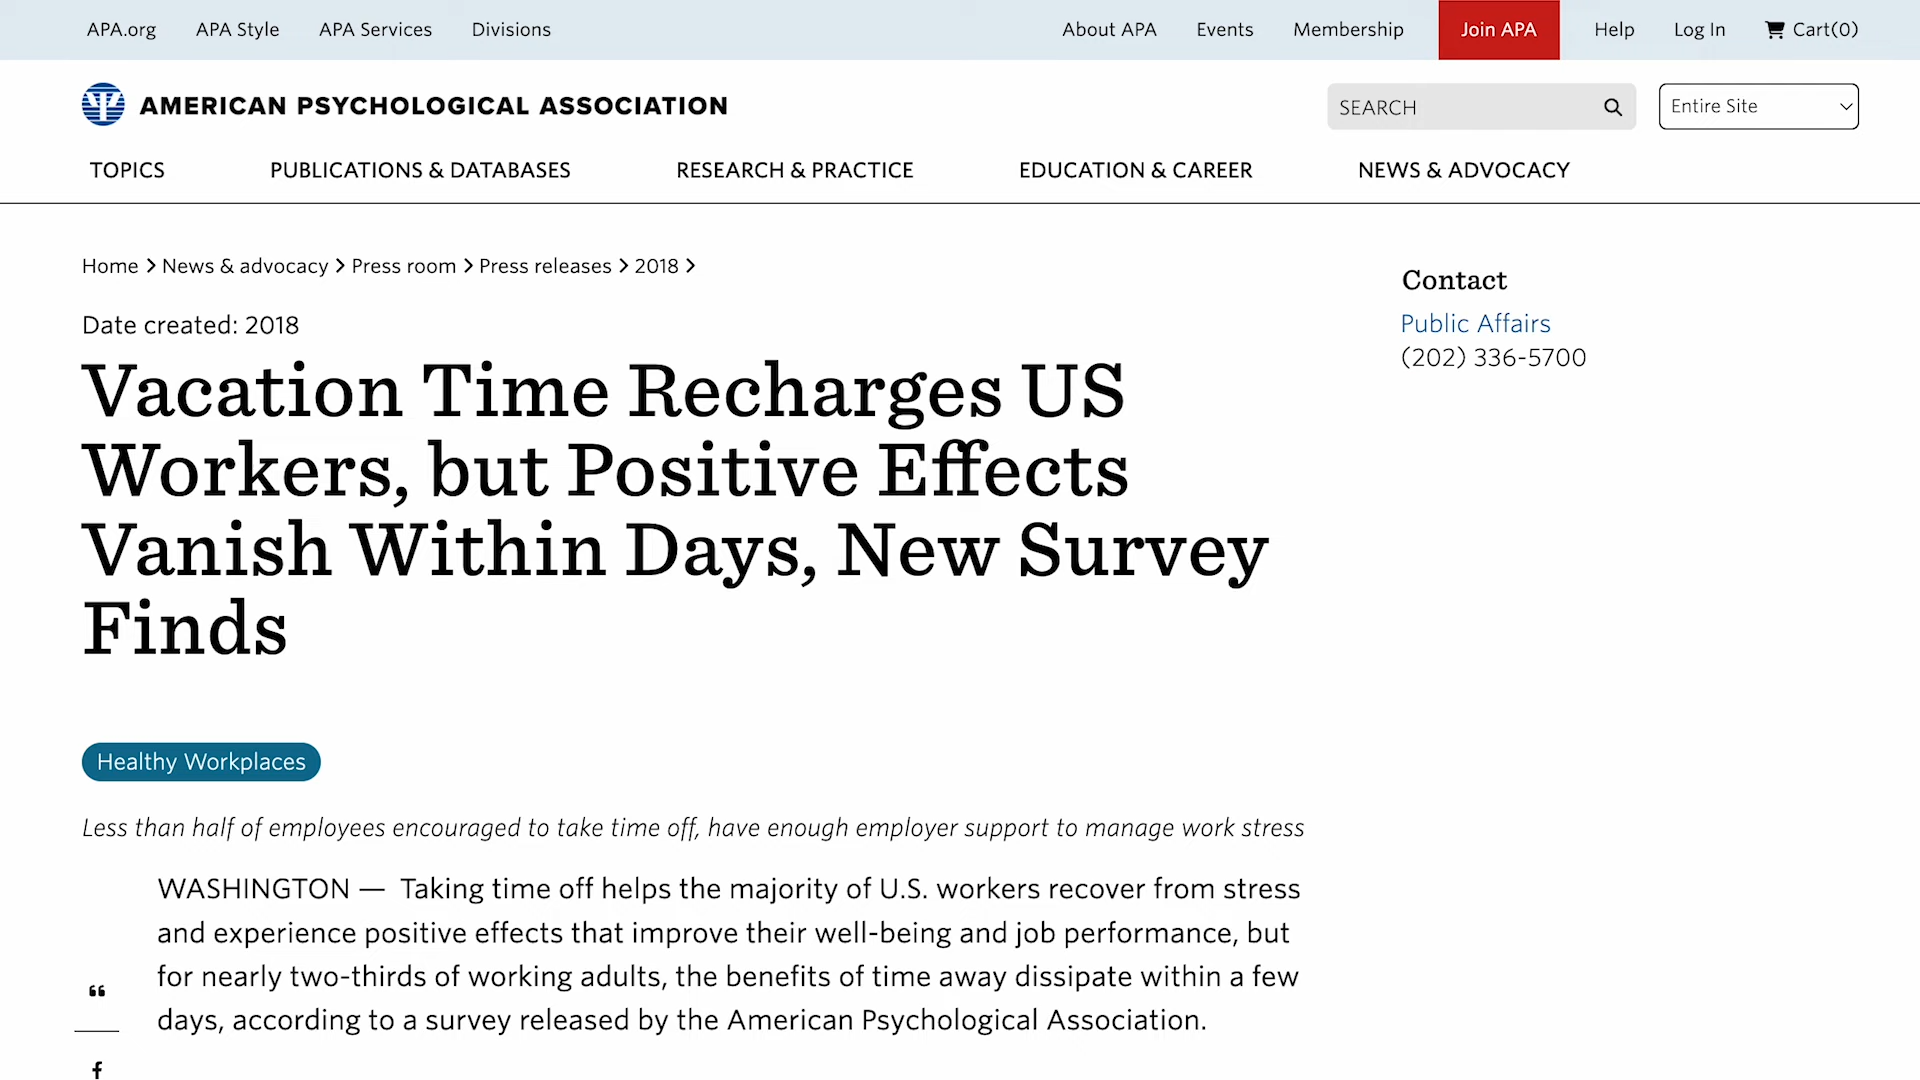 APA.org APA Style APA Services Divisions About APA Events Membership Join APA Help Log In Cart(0)
AMERICAN PSYCHOLOGICAL ASSOCIATION
SEARCH
Entire Site
TOPICS PUBLICATIONS & DATABASES RESEARCH & PRACTICE EDUCATION & CAREER NEWS & ADVOCACY
Home > News & advocacy > Press room > Press releases > 2018 >
Date created: 2018
Vacation Time Recharges US
Workers, but Positive Effects
Vanish Within Days, New Survey
Finds
Contact
Public Affairs
(202) 336-5700
Healthy Workplaces
Less than half of employees encouraged to take time off, have enough employer support to manage work stress
WASHINGTON — Taking time off helps the majority of U.S. workers recover from stress
and experience positive effects that improve their well-being and job performance, but
for nearly two-thirds of working adults, the benefits of time away dissipate within a few
days, according to a survey released by the American Psychological Association.